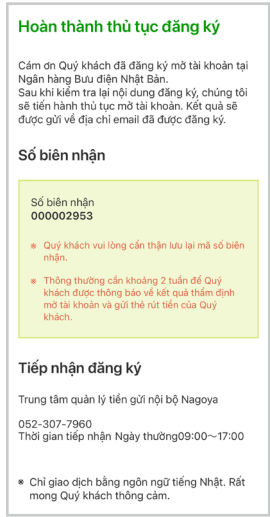 Hoàn thành thủ tục đăng ký
Cám ơn Quý khách đã đăng ký mở tài khoản tại
Ngân hàng Bưu điện Nhật Bản.
Sau khi kiểm tra lại nội dung đăng ký, chúng tôi
sẽ tiến hành thủ tục mở tài khoản. Kết quả sẽ
được gửi về địa chỉ email đã được đăng ký.
Số biên nhận
Số biên nhận
000002953
※ Quý khách vui lòng cẩn thận lưu lại mã số biên
nhận.
※ Thông thường cần khoảng 2 tuần để Quý
khách được thông báo về kết quả thẩm định
mở tài khoản và gửi thẻ rút tiền của Quý
khách.
Tiếp nhận đăng ký
Trung tâm quản lý tiền gửi nội bộ Nagoya
052-307-7960
Thời gian tiếp nhận Ngày thường09:00～17:00
※ Chỉ giao dịch bằng ngôn ngữ tiếng Nhật. Rất
mong Quý khách thông cảm.